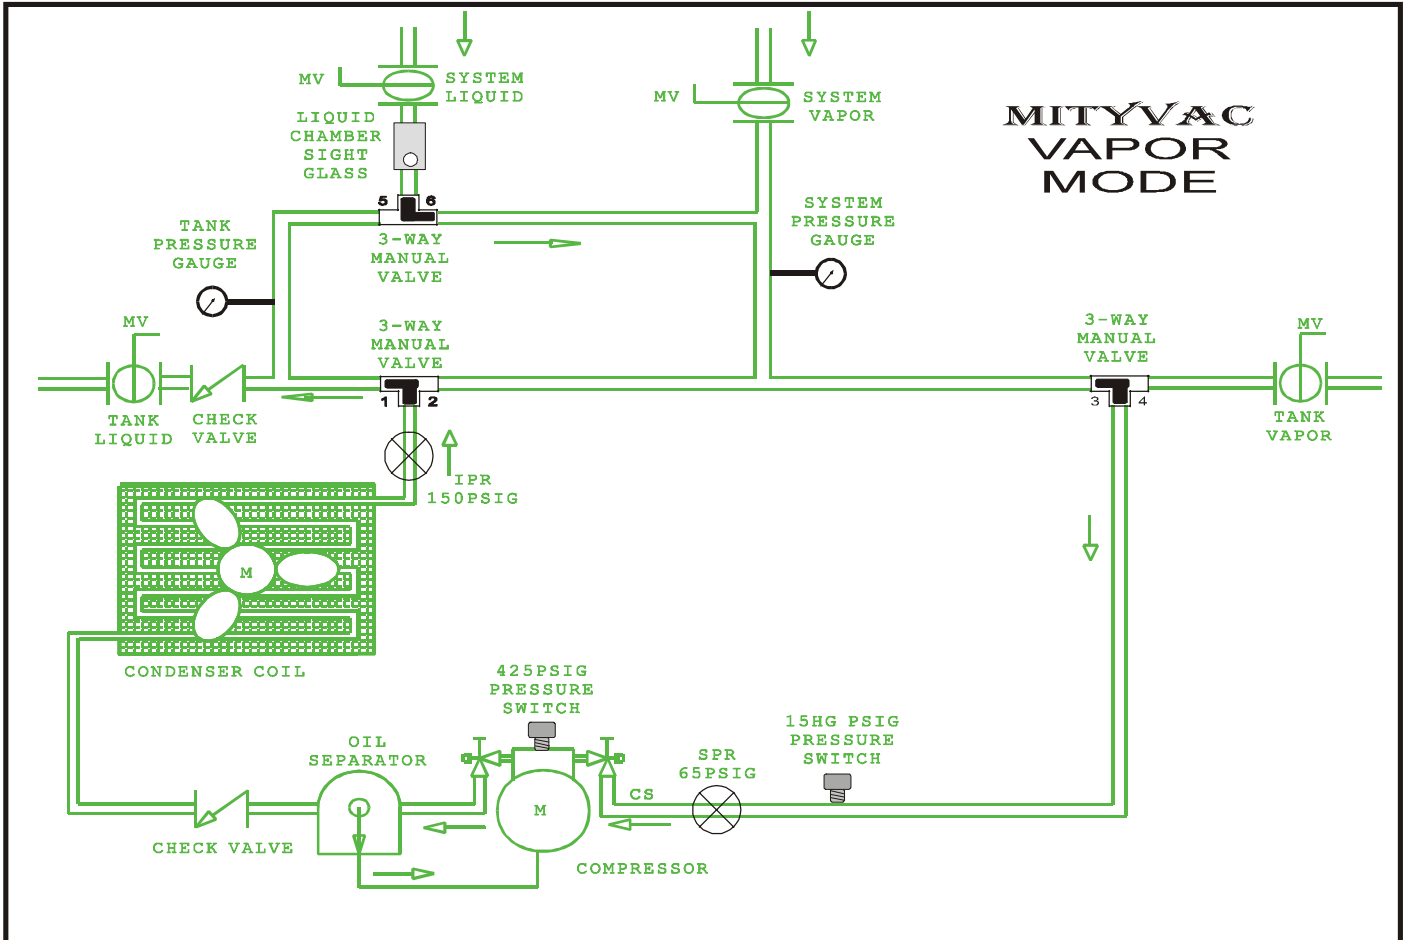 MV
SYSTEM
LIQUID
LIQUID
CHAMBER
SIGHT
GLASS
MV
SYSTEM
VAPOR
MITYVAC
VAPOR
MODE
5 6
3-WAY
MANUAL
VALVE
TANK
PRESSURE
GAUGE
SYSTEM
PRESSURE
GAUGE
MV
TANK
LIQUID
CHECK
VALVE
3-WAY
MANUAL
VALVE
1 2
3-WAY
MANUAL
VALVE
3 4
MV
TANK
VAPOR
IPR
150PSIG
M
CONDENSER COIL
425PSIG
PRESSURE
SWITCH
OIL
SEPARATOR
15HG PSIG
PRESSURE
SWITCH
SPR
65PSIG
CS
M
CHECK VALVE
COMPRESSOR